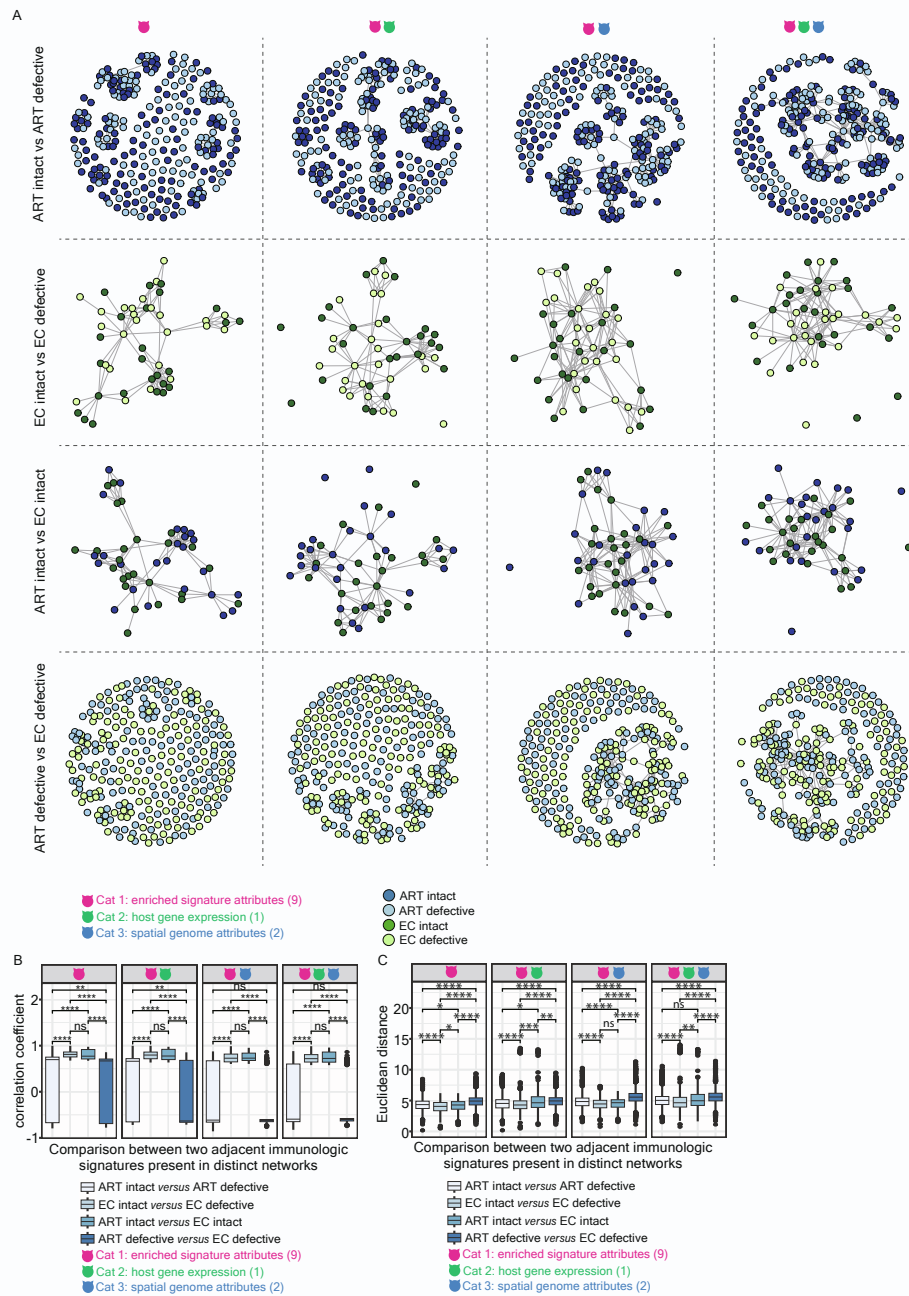 A
ART intact vs ART defective
EC intact vs EC defective
ART intact vs EC intact
ART defective vs EC defective
Cat 1: enriched signature attributes (9)
Cat 2: host gene expression (1)
Cat 3: spatial genome attributes (2)
ART intact
ART defective
EC intact
EC defective
B
correlation coefficient
2
1
0
-1
**
****
****
ns
****
****
**
****
****
ns
****
****
ns
****
****
ns
****
****
ns
****
****
ns
****
****
Comparison between two adjacent immunologic
signatures present in distinct networks
ART intact versus ART defective
EC intact versus EC defective
ART intact versus EC intact
ART defective versus EC defective
Cat 1: enriched signature attributes (9)
Cat 2: host gene expression (1)
Cat 3: spatial genome attributes (2)
C
Euclidean distance
20
15
10
5
0
****
****
*
*
****
****
****
****
*
***
****
****
****
****
****
ns
****
****
****
****
ns
**
****
****
Comparison between two adjacent immunologic
signatures present in distinct networks
ART intact versus ART defective
EC intact versus EC defective
ART intact versus EC intact
ART defective versus EC defective
Cat 1: enriched signature attributes (9)
Cat 2: host gene expression (1)
Cat 3: spatial genome attributes (2)